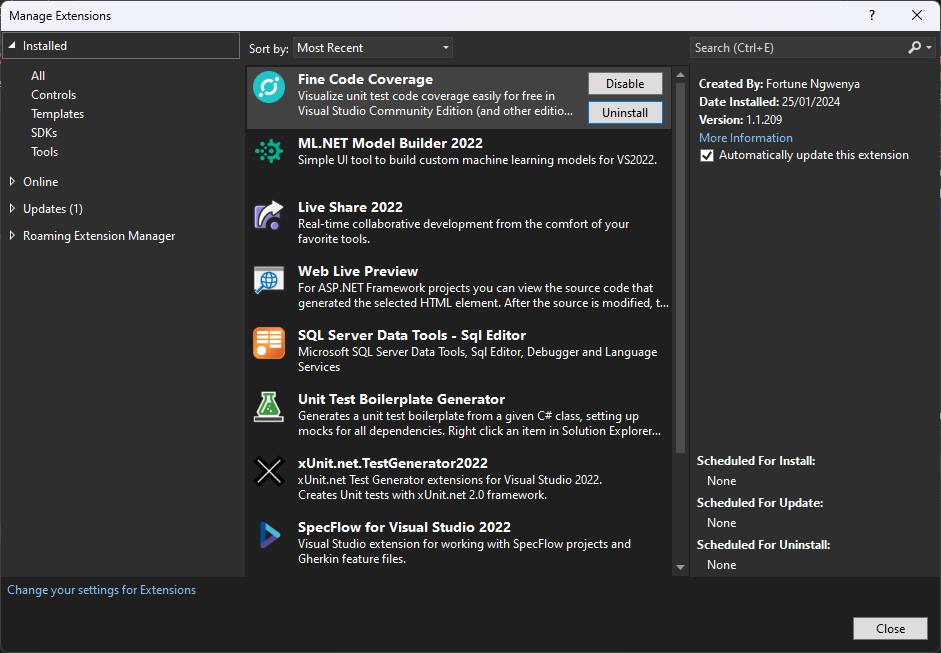 Manage Extensions
?
Installed
All
Controls
Templates
SDKs
Tools
Online
Updates (1)
Roaming Extension Manager
Sort by: Most Recent
Fine Code Coverage
Visualize unit test code coverage easily for free in
Visual Studio Community Edition (and other editio...
Disable
Uninstall
ML.NET Model Builder 2022
Simple UI tool to build custom machine learning models for VS2022.
Live Share 2022
Real-time collaborative development from the comfort of your
favorite tools.
Web Live Preview
For ASP.NET Framework projects you can view the source code that
generated the selected HTML element. After the source is modified, t...
SQL Server Data Tools - Sql Editor
Microsoft SQL Server Data Tools, Sql Editor, Debugger and Language
Services
Unit Test Boilerplate Generator
Generates a unit test boilerplate from a given C# class, setting up
mocks for all dependencies. Right click an item in Solution Explorer...
xUnit.net.TestGenerator2022
xUnit.net Test Generator extensions for Visual Studio 2022.
Creates Unit tests with xUnit.net 2.0 framework.
SpecFlow for Visual Studio 2022
Visual Studio extension for working with SpecFlow projects and
Gherkin feature files.
Search (Ctrl+E)
Created By: Fortune Ngwenya
Date Installed: 25/01/2024
Version: 1.1.209
More Information
Automatically update this extension
Scheduled For Install:
None
Scheduled For Update:
None
Scheduled For Uninstall:
None
Change your settings for Extensions
Close